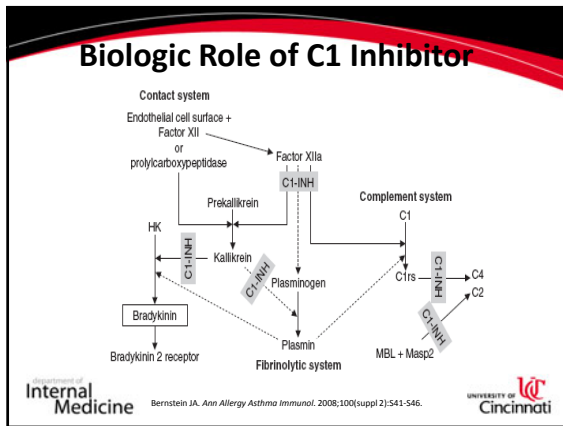 Biologic Role of C1 Inhibitor
Contact system
Endothelial cell surface +
Factor XII
or
prolylcarboxypeptidase
Factor XIIa
C1-INH
Complement system
Prekallikrein
C1
HK
C1-INH
Kallikrein
C1-INH
Plasminogen
C1rs
C1-INH
C4
C2
C1-INH
Bradykinin
Plasmin
MBL + Masp2
Bradykinin 2 receptor
Fibrinolytic system
department of
Internal
Medicine
Bernstein JA. Ann Allergy Asthma Immunol. 2008;100(suppl 2):S41-S46.
UNIVERSITY OF
UC
Cincinnati